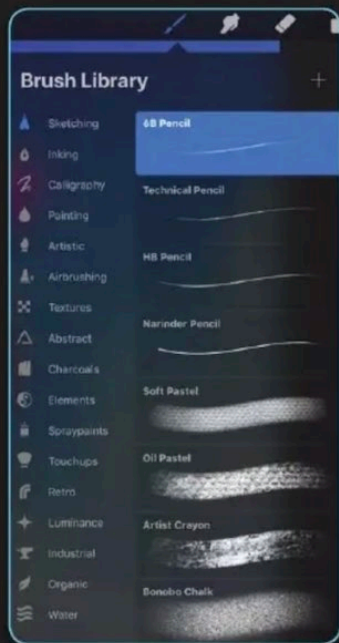 Brush Library
Sketching
Inking
Calligraphy
Painting
Artistic
Airbrushing
Textures
Abstract
Charcoals
Elements
Spraypaints
Touchups
Retro
Luminance
Industrial
Organic
Water
6B Pencil
Technical Pencil
HB Pencil
Narinder Pencil
Soft Pastel
Oil Pastel
Artist Crayon
Bonobo Chalk